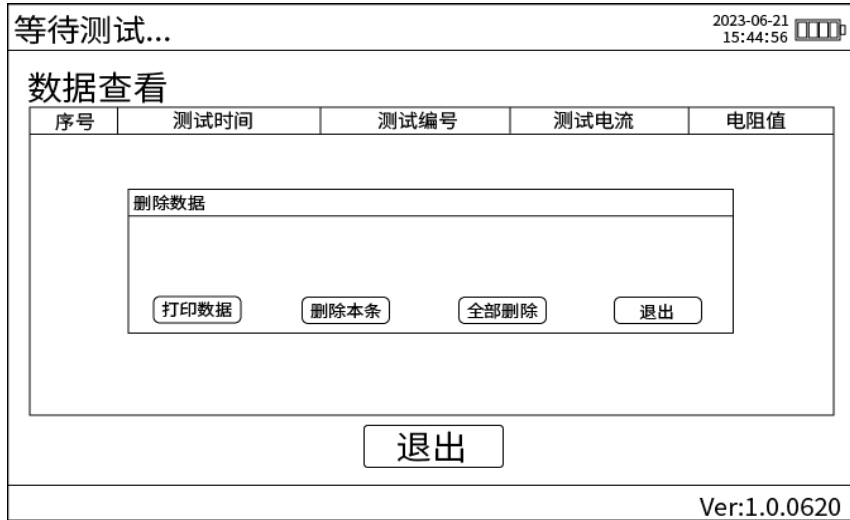 等待测试...
2023-06-21
15:44:56
数据查看
序号 测试时间 测试编号 测试电流 电阻值
删除数据
打印数据 删除本条 全部删除 退出
退出
Ver:1.0.0620